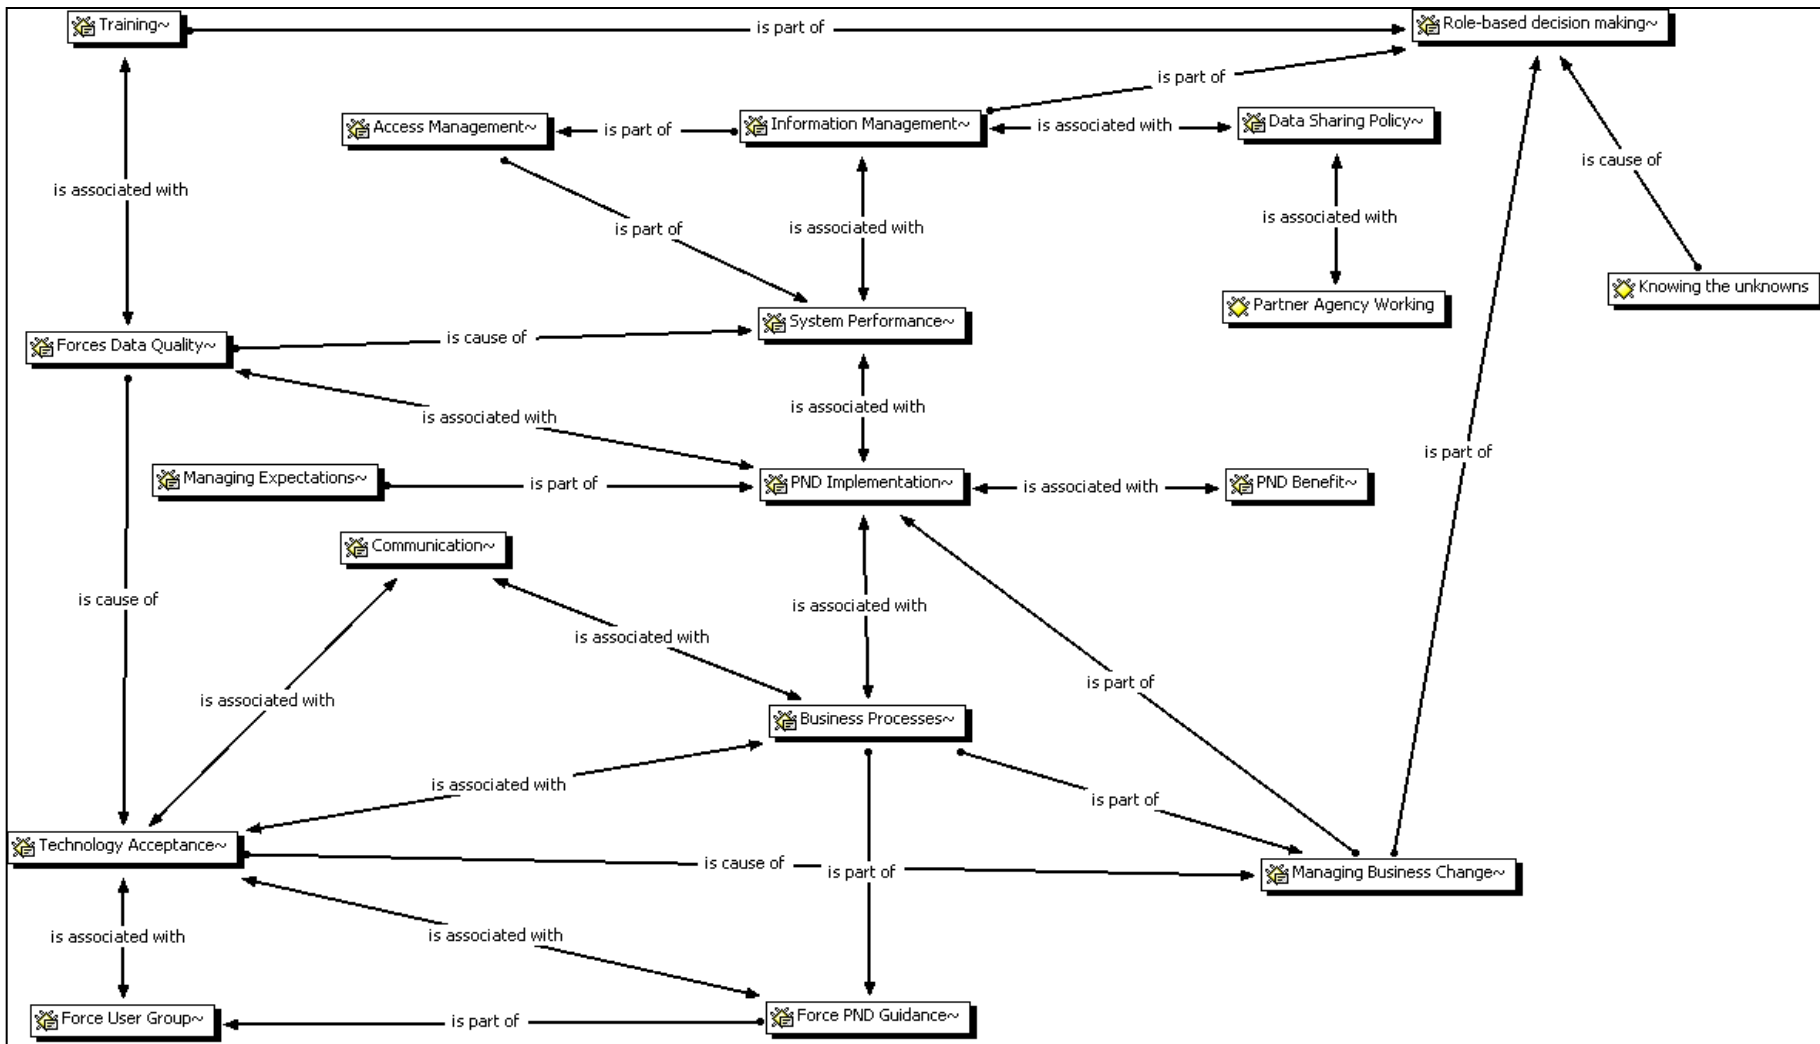 Training~
is part of
Role-based decision making~
is part of
Access Management~
is part of
Information Management~
is associated with
Data Sharing Policy~
is cause of
is associated with
is part of
is associated with
is associated with
Knowing the unknowns
Partner Agency Working
System Performance~
Forces Data Quality~
is cause of
is associated with
is associated with
is part of
Managing Expectations~
is part of
PND Implementation~
is associated with
PND Benefit~
Communication~
is cause of
is associated with
is associated with
is associated with
is part of
Business Processes~
is associated with
is part of
Technology Acceptance~
is cause of
is part of
Managing Business Change~
is associated with
is associated with
Force User Group~
is part of
Force PND Guidance~